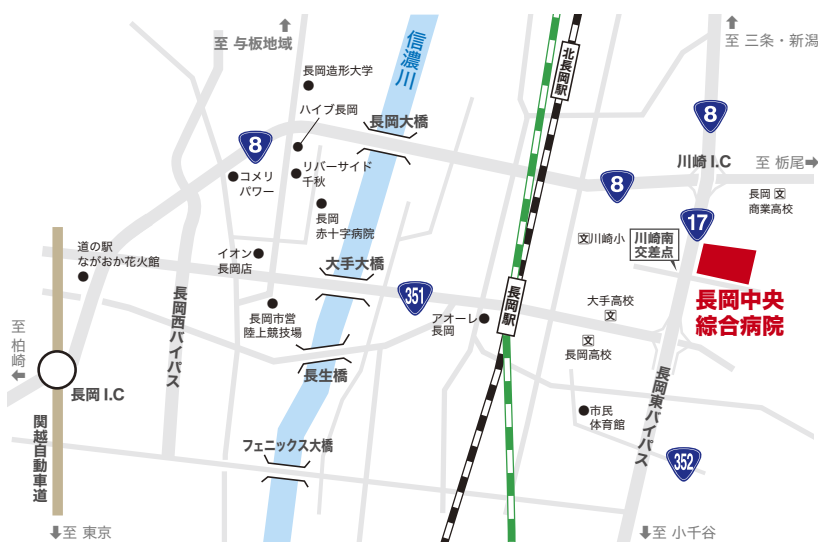 至 与板地域
信濃川
北長岡駅
至 三条・新潟
長岡造形大学
ハイブ長岡
長岡大橋
8
8
川崎 I.C
至 栃尾
8
コメリ
パワー
リバーサイド
千秋
長岡
赤十字病院
長岡 文
商業高校
17
文川崎小
川崎南
交差点
道の駅
ながおか花火館
イオン
長岡店
大手大橋
351
長岡駅
長岡中央
綜合病院
長岡西バイパス
長岡市営
陸上競技場
アオーレ
長岡
大手高校
文
至 柏崎
長生橋
文
長岡高校
長岡 I.C
長岡東バイパス
市民
体育館
関越自動車道
フェニックス大橋
352
至 東京
至 小千谷